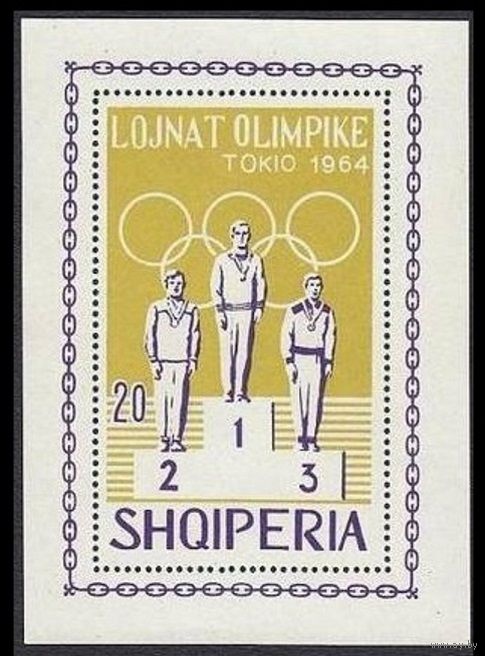 LOJNAT OLIMPIKE
TOKIO 1964
20
1
2
3
SHQIPERIA